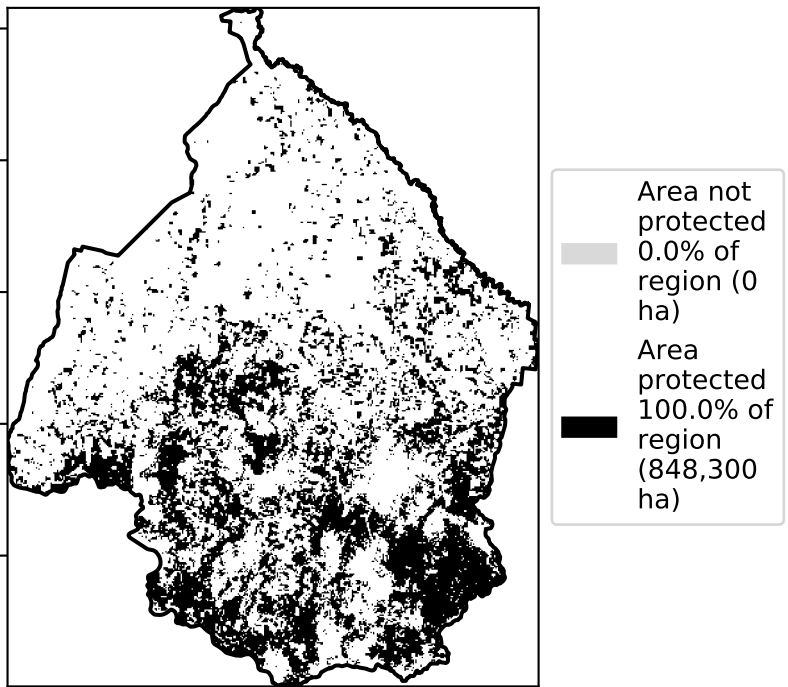 Area not
protected
0.0% of
region (0
ha)
Area
protected
100.0% of
region
(848,300
ha)